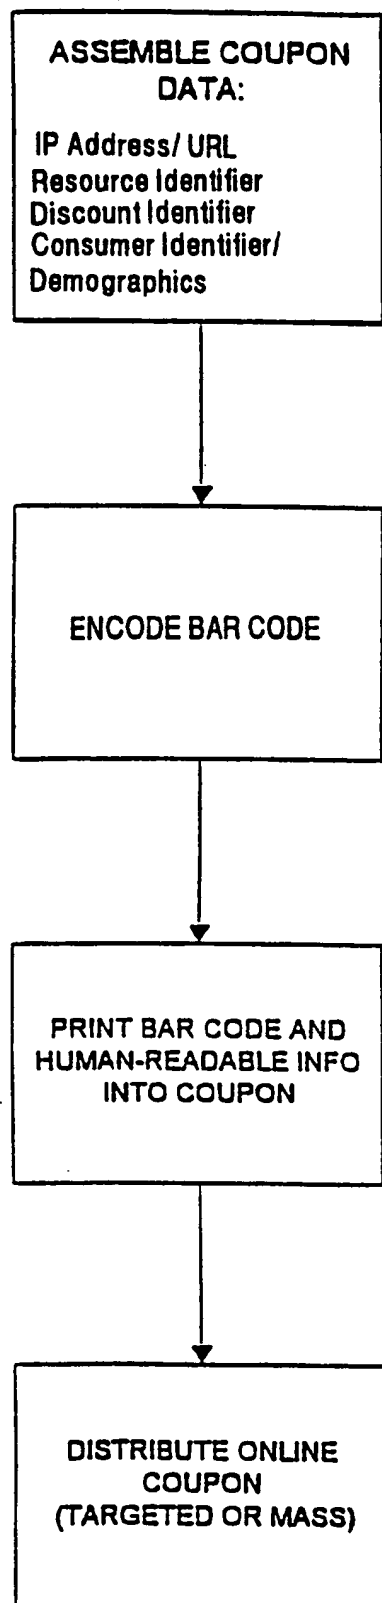 ASSEMBLE COUPON
DATA:
IP Address/ URL
Resource Identifier
Discount Identifier
Consumer Identifier/
Demographics
ENCODE BAR CODE
PRINT BAR CODE AND
HUMAN-READABLE INFO
INTO COUPON
DISTRIBUTE ONLINE
COUPON
(TARGETED OR MASS)